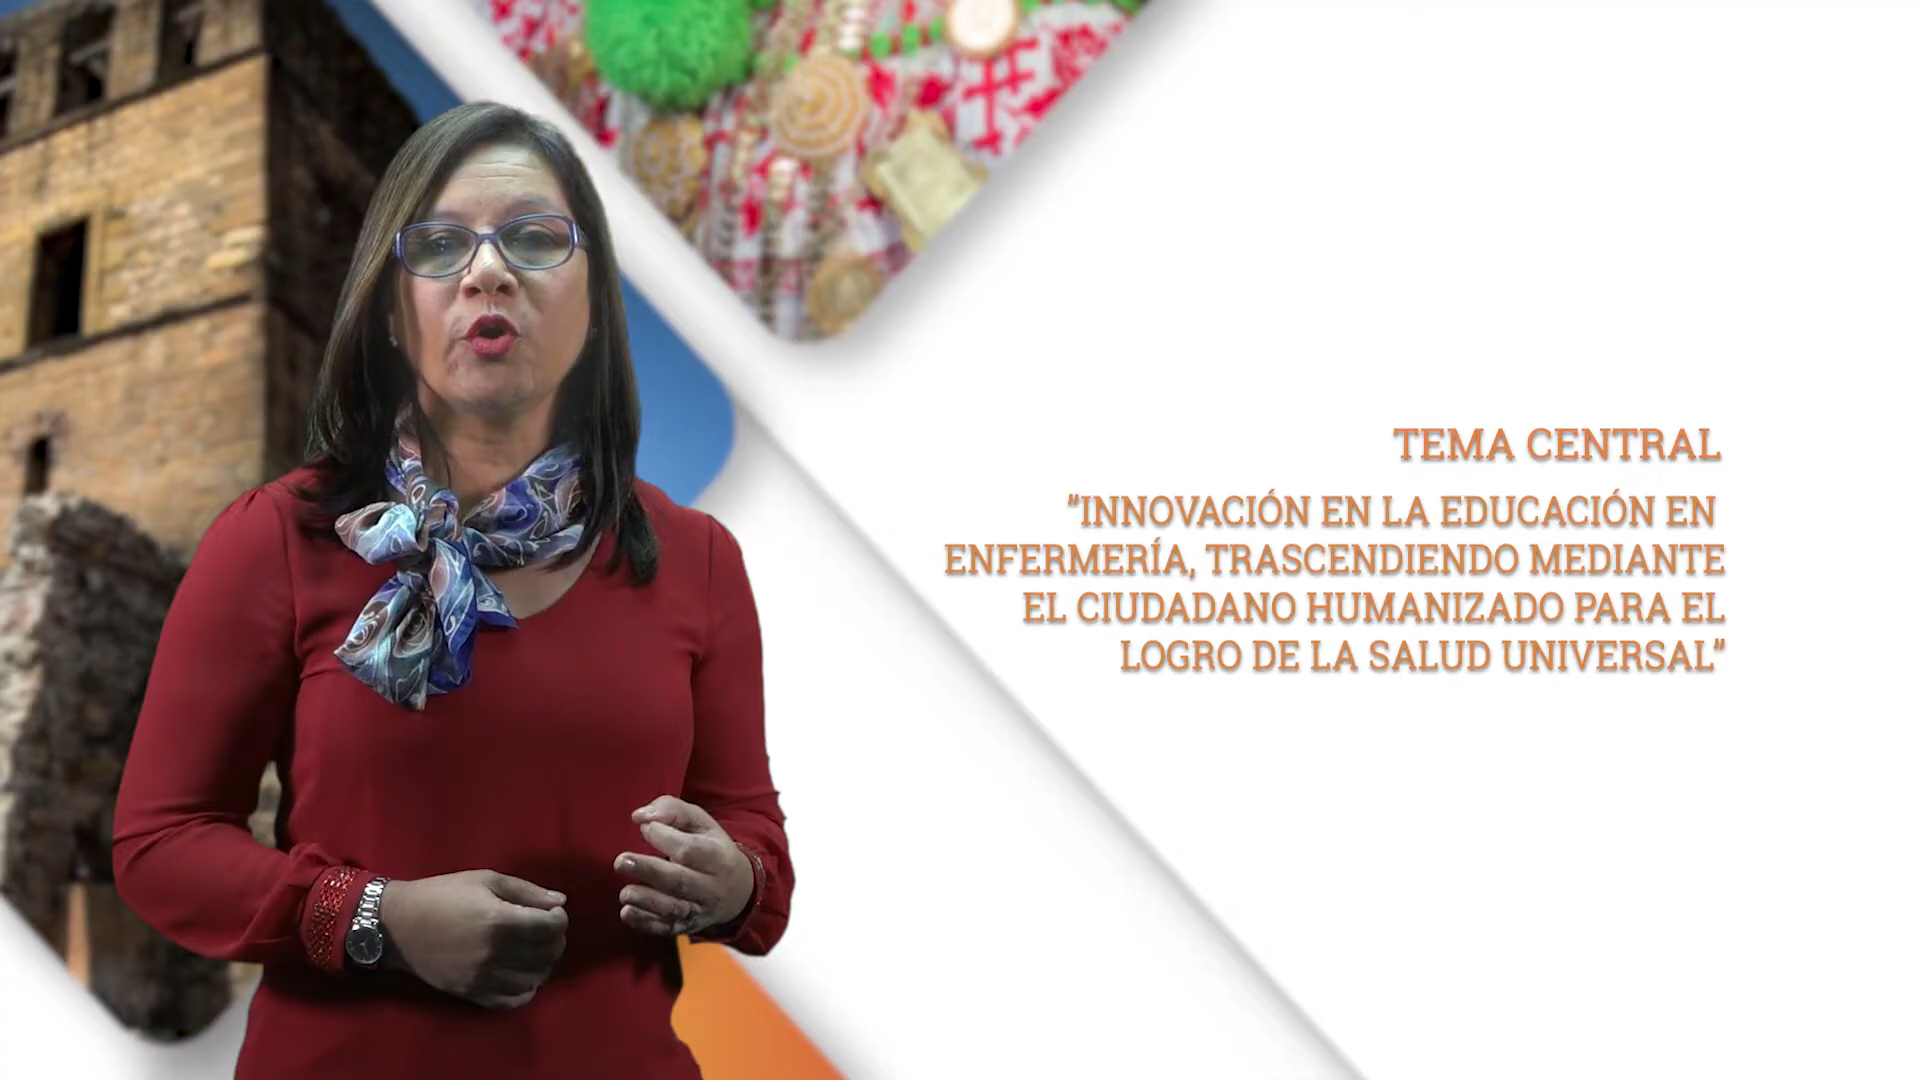 TEMA CENTRAL
"INNOVACIÓN EN LA EDUCACIÓN EN
ENFERMERÍA, TRASCENDIENDO MEDIANTE
EL CIUDADANO HUMANIZADO PARA EL
LOGRO DE LA SALUD UNIVERSAL"